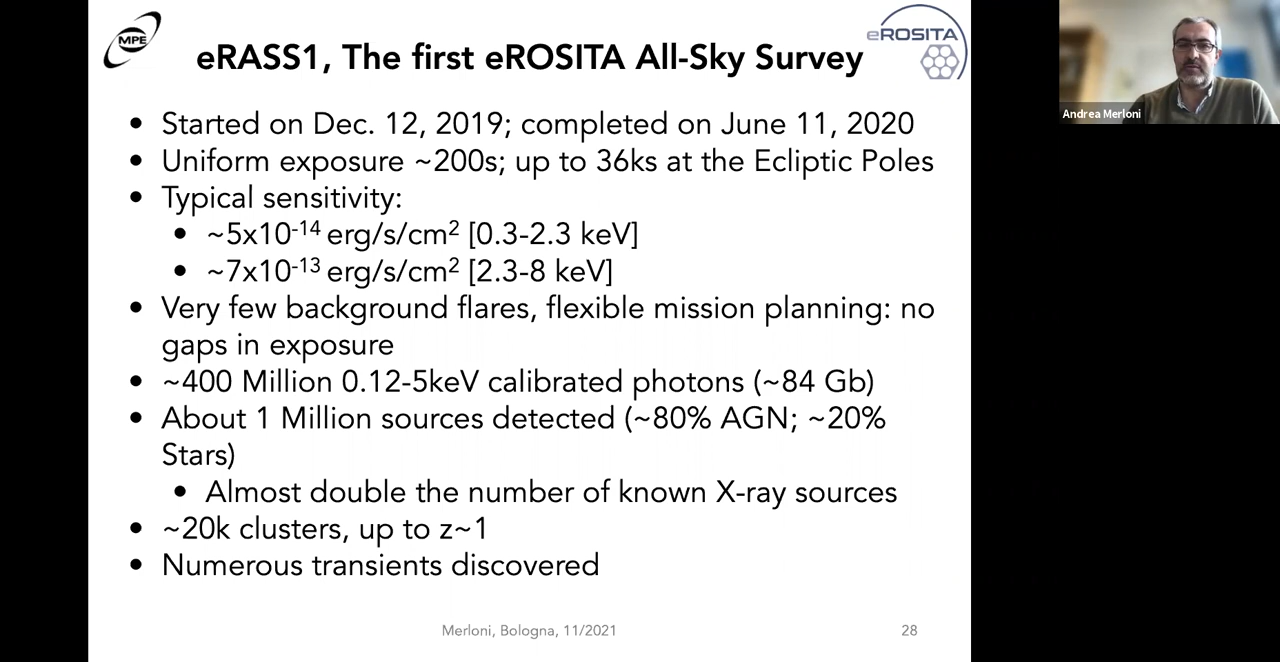 MPE
eROSITA
eRASS1, The first eROSITA All-Sky Survey
• Started on Dec. 12, 2019; completed on June 11, 2020
• Uniform exposure ~200s; up to 36ks at the Ecliptic Poles
• Typical sensitivity:
• ~5x10⁻¹⁴ erg/s/cm² [0.3-2.3 keV]
• ~7x10⁻¹³ erg/s/cm² [2.3-8 keV]
• Very few background flares, flexible mission planning: no
gaps in exposure
• ~400 Million 0.12-5keV calibrated photons (~84 Gb)
• About 1 Million sources detected (~80% AGN; ~20%
Stars)
• Almost double the number of known X-ray sources
• ~20k clusters, up to z~1
• Numerous transients discovered
Merloni, Bologna, 11/2021
28
Andrea Merloni